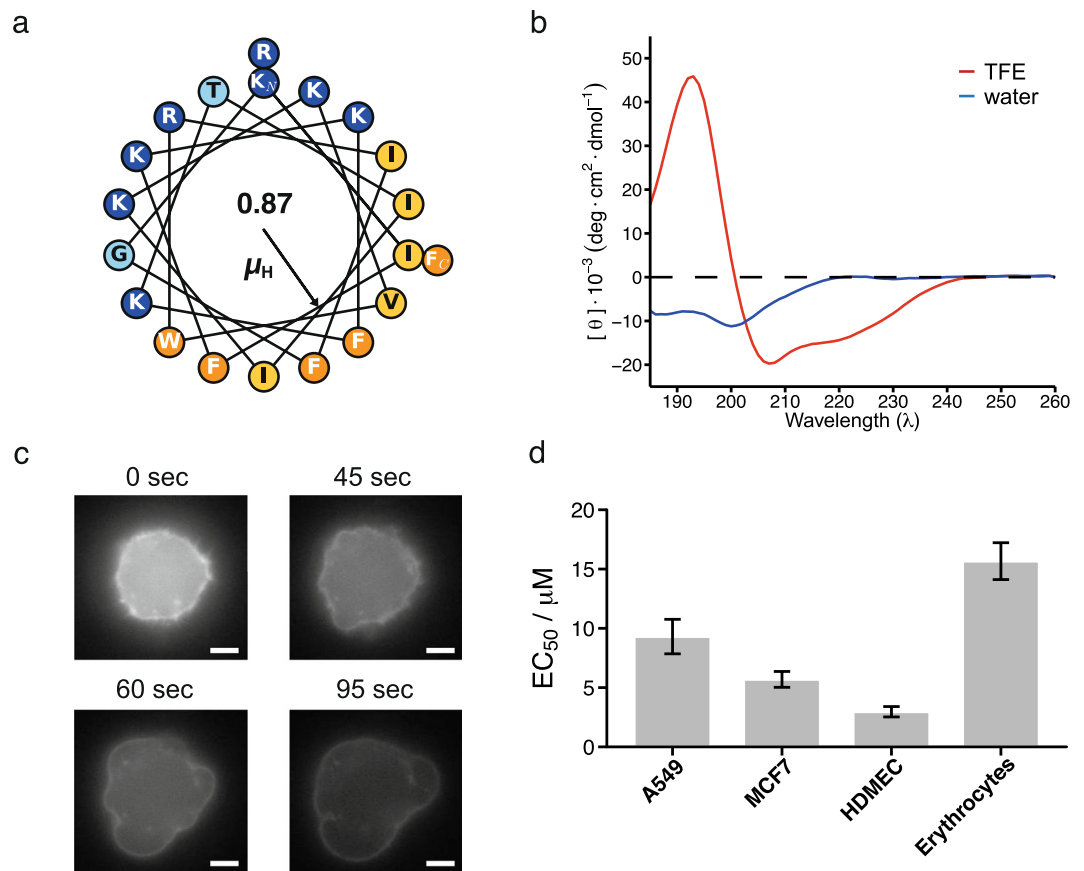 a
R
K_N
T
K
R
K
K
I
K
I
0.87
G
I
F_C
μ_H
K
V
W
F
F
F
I
b
50
40
30
20
10
0
−10
−20
[θ] · 10⁻³ (deg · cm² · dmol⁻¹)
TFE
water
190 200 210 220 230 240 250 260
Wavelength (λ)
c
0 sec
45 sec
60 sec
95 sec
d
20
15
10
5
0
EC₅₀ / μM
A549
MCF7
HDMEC
Erythrocytes